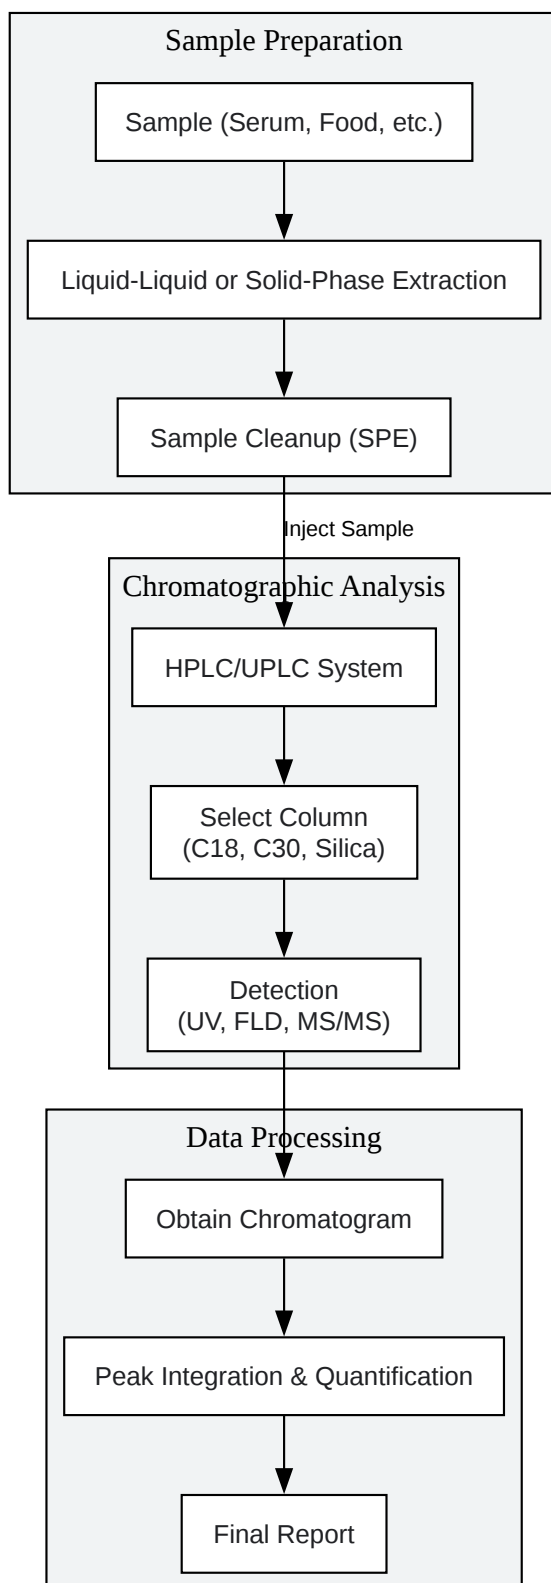 Sample Preparation
Sample (Serum, Food, etc.)
Liquid-Liquid or Solid-Phase Extraction
Sample Cleanup (SPE)
Inject Sample
Chromatographic Analysis
HPLC/UPLC System
Select Column
(C18, C30, Silica)
Detection
(UV, FLD, MS/MS)
Data Processing
Obtain Chromatogram
Peak Integration & Quantification
Final Report